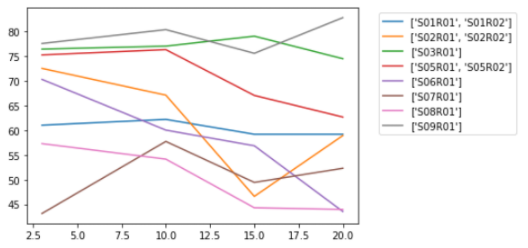 80
75
70
65
60
55
50
45
2.5 5.0 7.5 10.0 12.5 15.0 17.5 20.0
['S01R01', 'S01R02']
['S02R01', 'S02R02']
['S03R01']
['S05R01', 'S05R02']
['S06R01']
['S07R01']
['S08R01']
['S09R01']